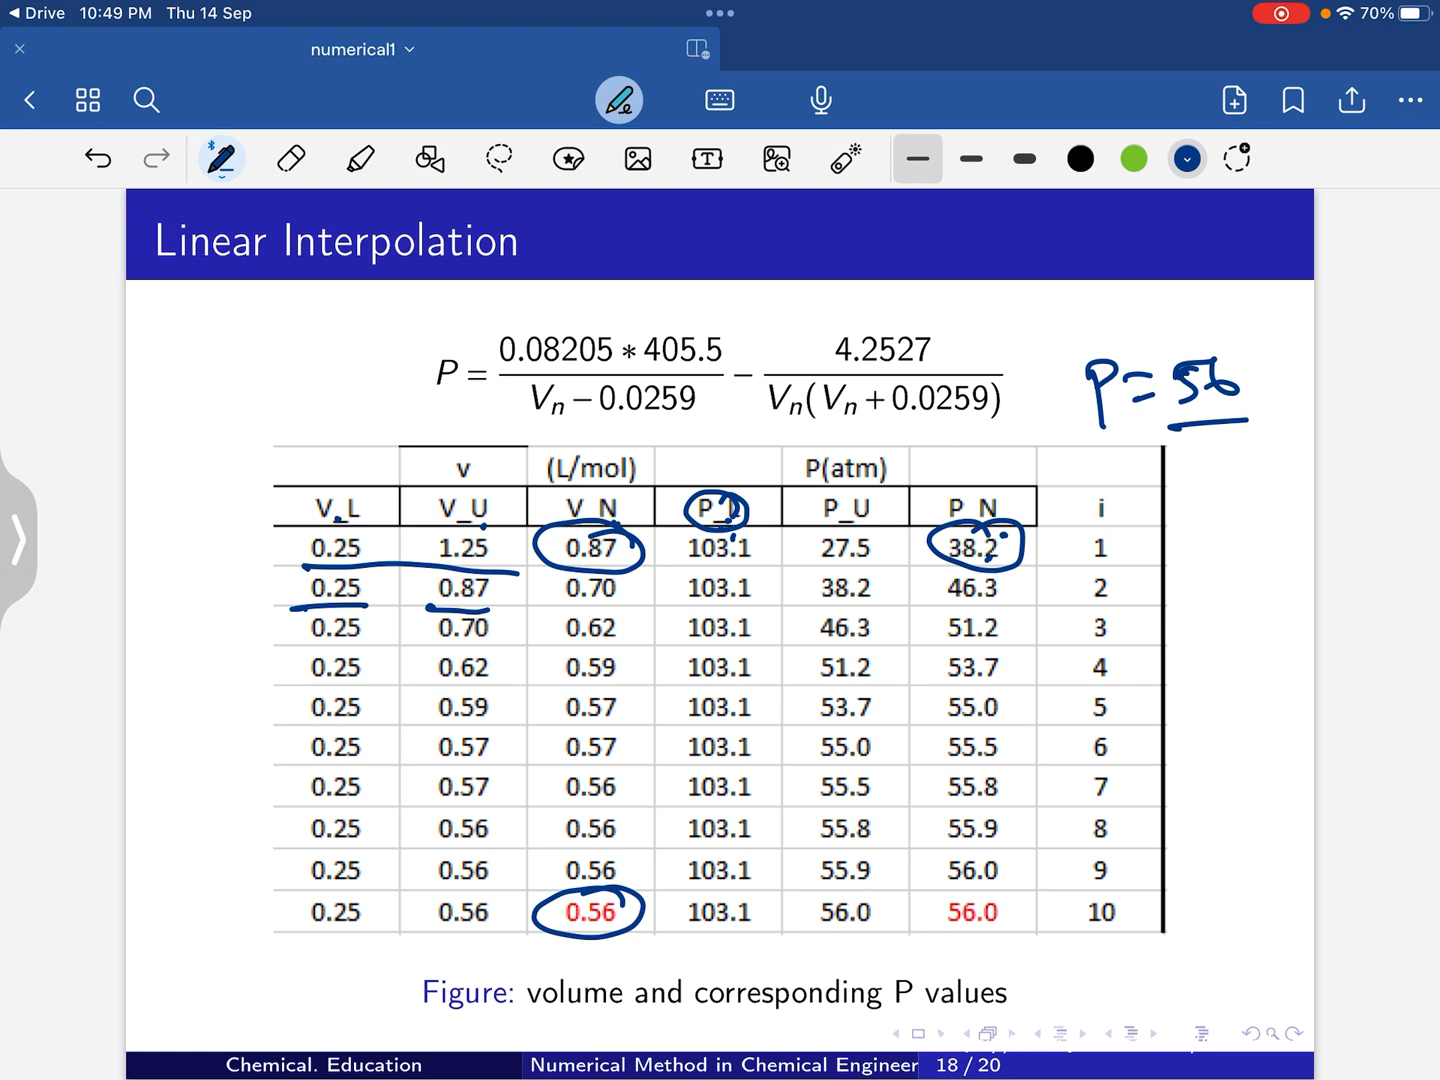 Drive 10:49 PM Thu 14 Sep 70%
numerical1
Linear Interpolation
P = 0.08205 * 405.5 / V_n − 0.0259 − 4.2527 / V_n(V_n + 0.0259)
P = 56
v (L/mol) P(atm)
V_L V_U V_N P_L P_U P_N i
0.25 1.25 0.87 103.1 27.5 38.2 1
0.25 0.87 0.70 103.1 38.2 46.3 2
0.25 0.70 0.62 103.1 46.3 51.2 3
0.25 0.62 0.59 103.1 51.2 53.7 4
0.25 0.59 0.57 103.1 53.7 55.0 5
0.25 0.57 0.57 103.1 55.0 55.5 6
0.25 0.57 0.56 103.1 55.5 55.8 7
0.25 0.56 0.56 103.1 55.8 55.9 8
0.25 0.56 0.56 103.1 55.9 56.0 9
0.25 0.56 0.56 103.1 56.0 56.0 10
Figure: volume and corresponding P values
Chemical. Education Numerical Method in Chemical Engineer 18 / 20